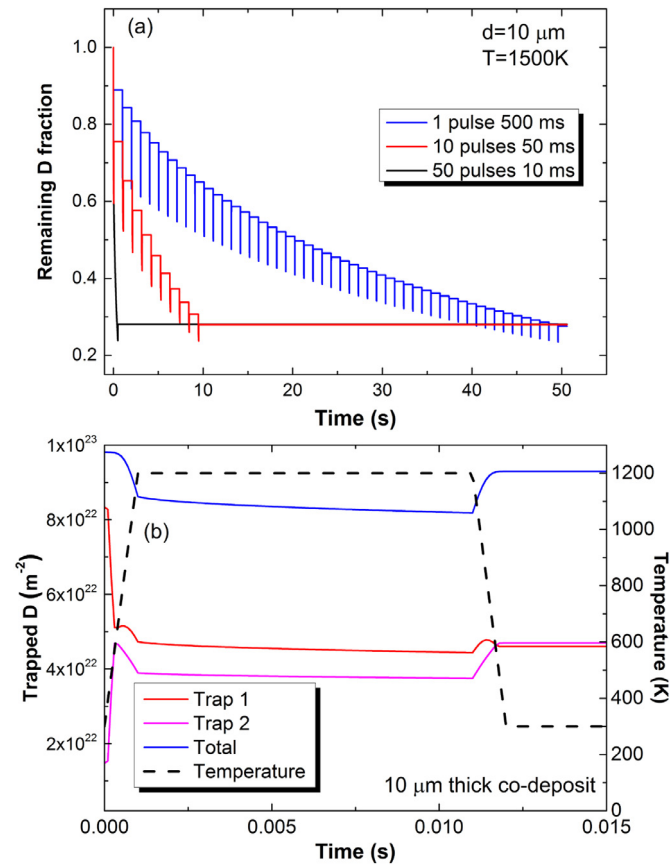 (a)
d=10 μm
T=1500K
1 pulse 500 ms
10 pulses 50 ms
50 pulses 10 ms
Remaining D fraction
1.0
0.8
0.6
0.4
0.2
0 10 20 30 40 50
Time (s)
(b)
Trapped D (m⁻²)
1x10²³
8x10²²
6x10²²
4x10²²
2x10²²
Trap 1
Trap 2
Total
Temperature
10 μm thick co-deposit
1200
1000
800
600
400
200
0
Temperature (K)
0.000 0.005 0.010 0.015
Time (s)